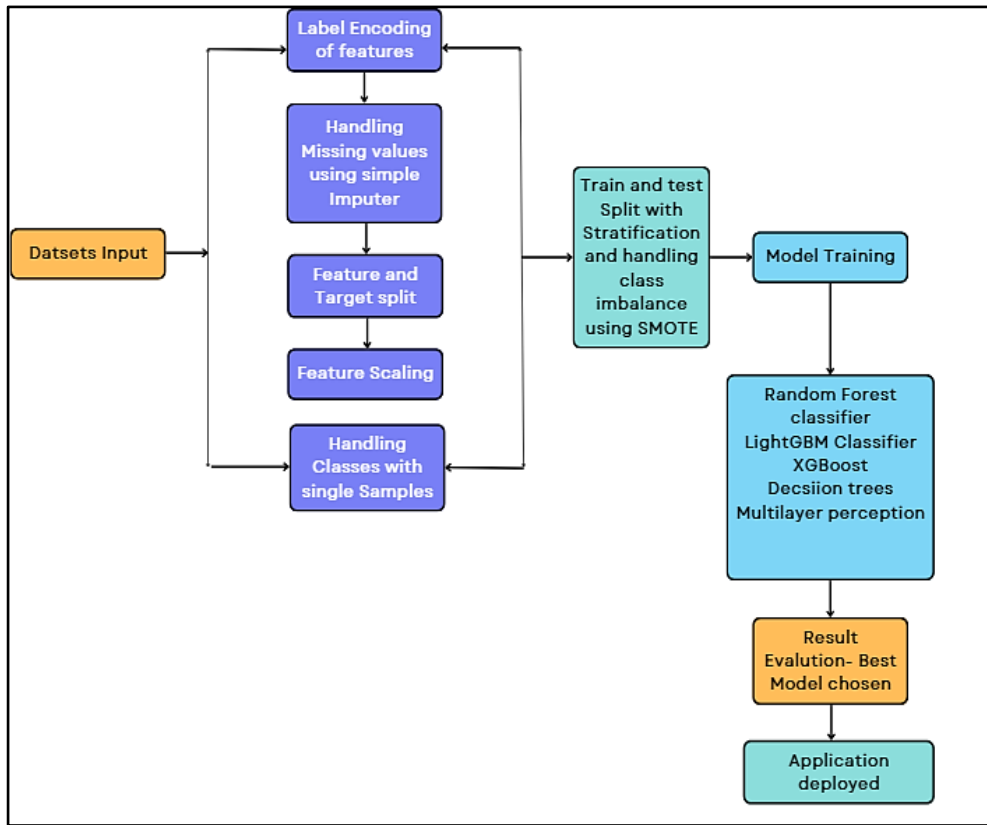 Label Encoding
of features
Handling
Missing values
using simple
Imputer
Feature and
Target split
Feature Scaling
Handling
Classes with
single Samples
Datsets Input
Train and test
Split with
Stratification
and handling
class
imbalance
using SMOTE
Model Training
Random Forest
classifier
LightGBM Classifier
XGBoost
Decsiion trees
Multilayer perception
Result
Evalution- Best
Model chosen
Application
deployed